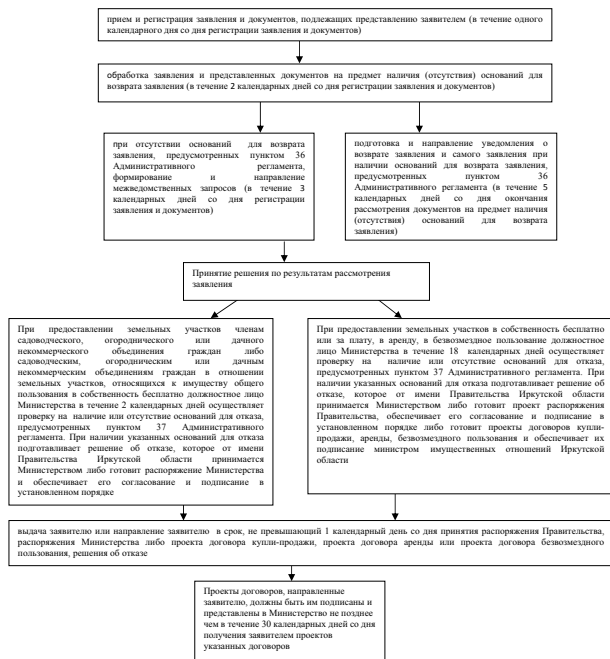 прием и регистрация заявления и документов, подлежащих представлению заявителем (в течение одного
календарного дня со дня регистрации заявления и документов)
обработка заявления и представленных документов на предмет наличия (отсутствия) оснований для
возврата заявления (в течение 2 календарных дней со дня регистрации заявления и документов)
при отсутствии оснований для возврата
заявления, предусмотренных пунктом 36
Административного регламента,
формирование и направление
межведомственных запросов (в течение 3
календарных дней со дня регистрации
заявления и документов)
подготовка и направление уведомления о
возврате заявления и самого заявления при
наличии оснований для возврата заявления,
предусмотренных пунктом 36
Административного регламента (в течение 5
календарных дней со дня окончания
рассмотрения документов на предмет наличия
(отсутствия) оснований для возврата
заявления)
Принятие решения по результатам рассмотрения
заявления
При предоставлении земельных участков членам
садоводческого, огороднического или дачного
некоммерческого объединения граждан либо
садоводческим, огородническим или дачным
некоммерческим объединениям граждан в отношении
земельных участков, относящихся к имуществу общего
пользования в собственность бесплатно должностное лицо
Министерства в течение 2 календарных дней осуществляет
проверку на наличие или отсутствие оснований для отказа,
предусмотренных пунктом 37 Административного
регламента. При наличии указанных оснований для отказа
подготавливает решение об отказе, которое от имени
Правительства Иркутской области принимается
Министерством либо готовит распоряжение Министерства
и обеспечивает его согласование и подписание в
установленном порядке
При предоставлении земельных участков в собственность бесплатно
или за плату, в аренду, в безвозмездное пользование должностное
лицо Министерства в течение 18 календарных дней осуществляет
проверку на наличие или отсутствие оснований для отказа,
предусмотренных пунктом 37 Административного регламента. При
наличии указанных оснований для отказа подготавливает решение об
отказе, которое от имени Правительства Иркутской области
принимается Министерством либо готовит проект распоряжения
Правительства, обеспечивает его согласование и подписание в
установленном порядке либо готовит проекты договоров купли-
продажи, аренды, безвозмездного пользования и обеспечивает их
подписание министром имущественных отношений Иркутской
области
выдача заявителю или направление заявителю в срок, не превышающий 1 календарный день со дня принятия распоряжения Правительства,
распоряжения Министерства либо проекта договора купли-продажи, проекта договора аренды или проекта договора безвозмездного
пользования, решения об отказе
Проекты договоров, направленные
заявителю, должны быть им подписаны и
представлены в Министерство не позднее
чем в течение 30 календарных дней со дня
получения заявителем проектов
указанных договоров